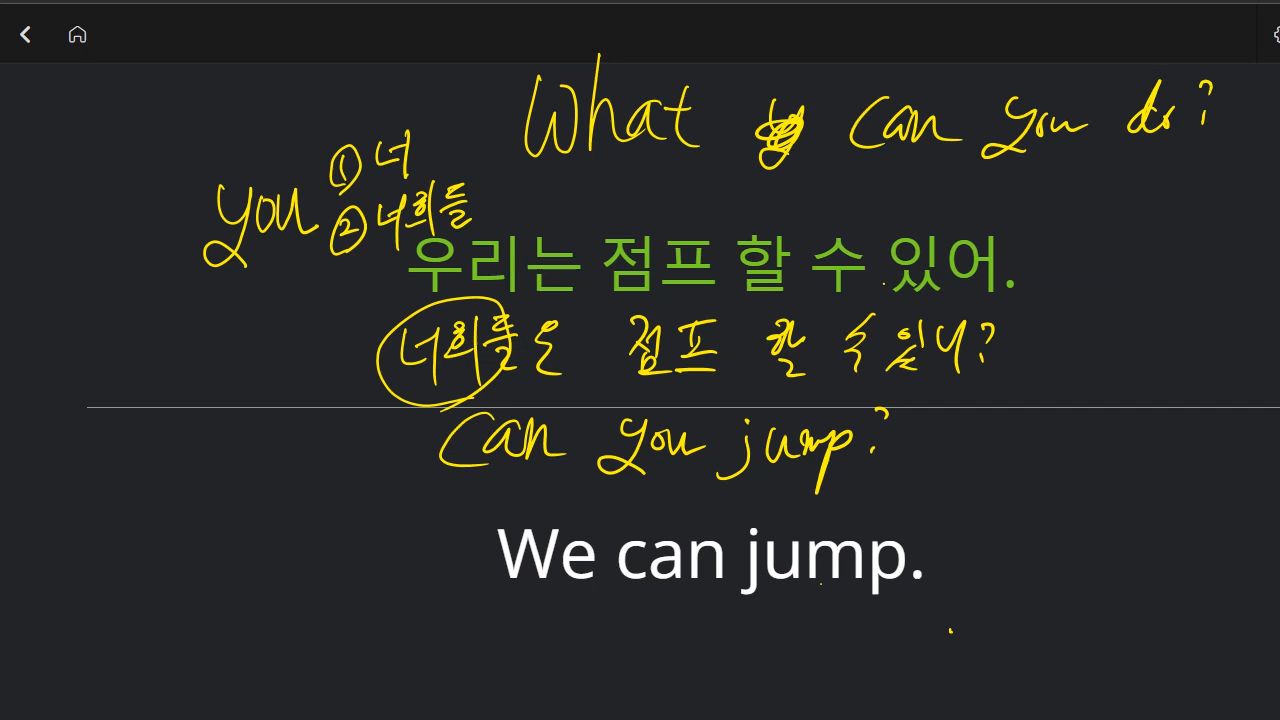 What can you do?
you ① 너
② 너희들
우리는 점프 할 수 있어.
너희들은 점프 할 수 있니?
Can you jump?
We can jump.